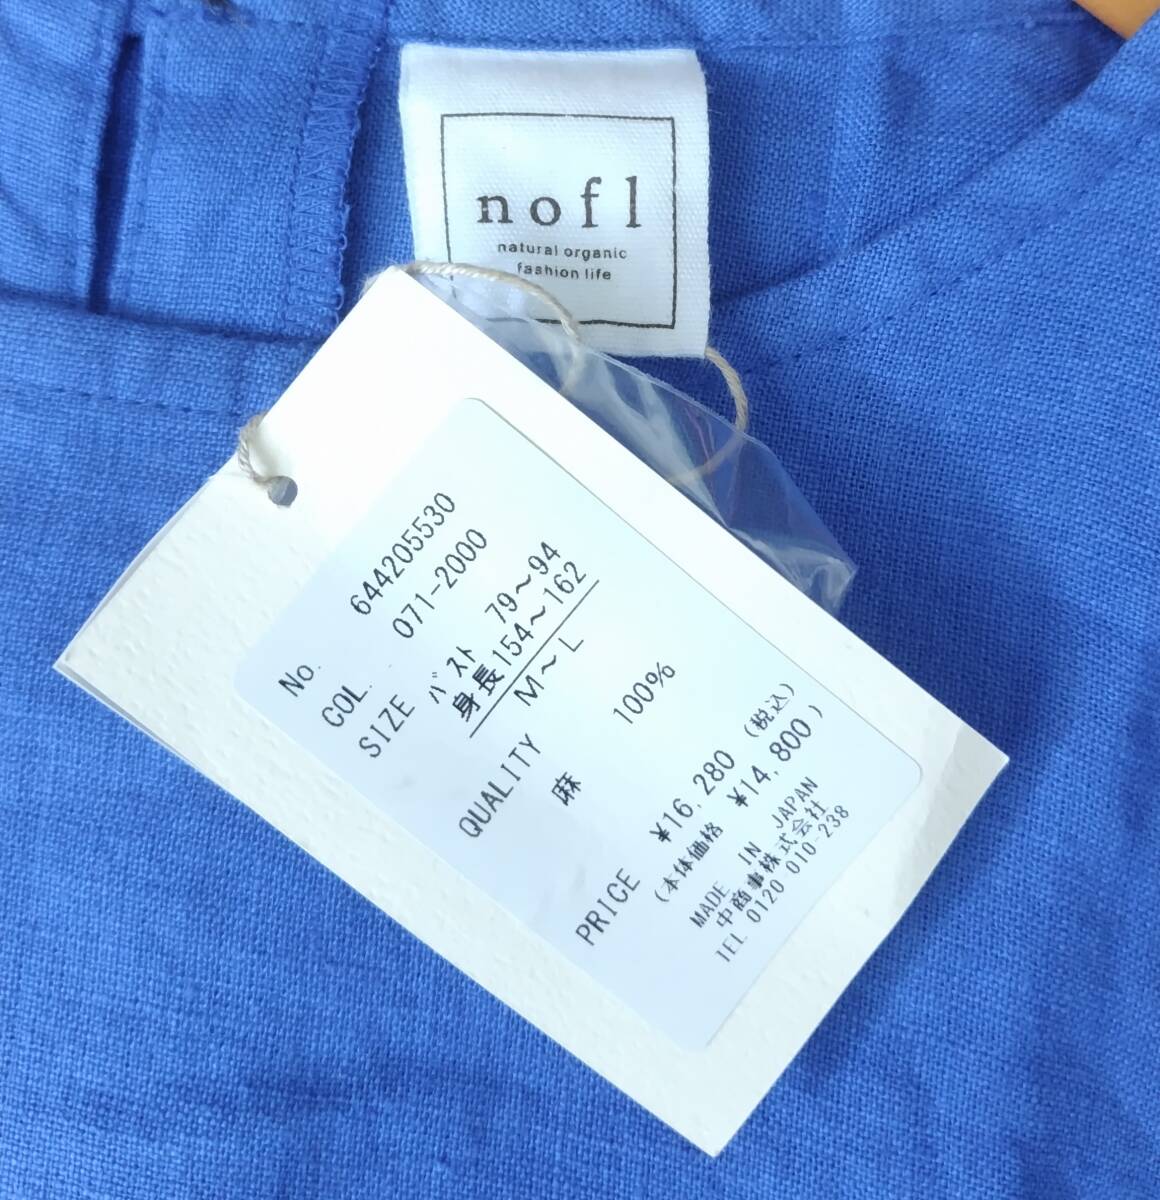 nofl
natural organic
fashion life
No. 644205530
COL. 071-2000
SIZE バスト 79～94
身長154～162
M～L
QUALITY
麻 100%
PRICE ¥16,280 (税込)
(本体価格 ¥14,800)
MADE IN JAPAN
中商事株式会社
TEL 0120 010-238